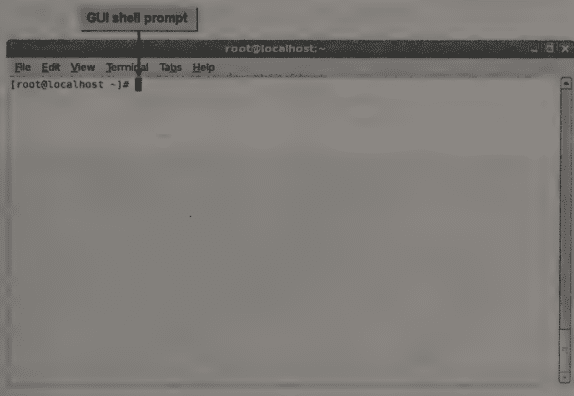 GUI shell prompt
root@localhost:~
File Edit View Terminal Tabs Help
[root@localhost ~]#